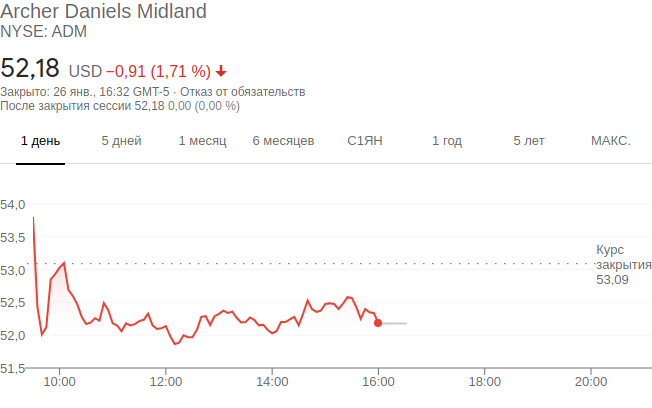 Archer Daniels Midland
NYSE: ADM
52,18 USD −0,91 (1,71 %)
Закрыто: 26 янв., 16:32 GMT-5 · Отказ от обязательств
После закрытия сессии 52,18 0,00 (0,00 %)
1 день 5 дней 1 месяц 6 месяцев С1ЯН 1 год 5 лет МАКС.
54,0
53,5
Курс
закрытия
53,09
53,0
52,5
52,0
51,5
10:00 12:00 14:00 16:00 18:00 20:00